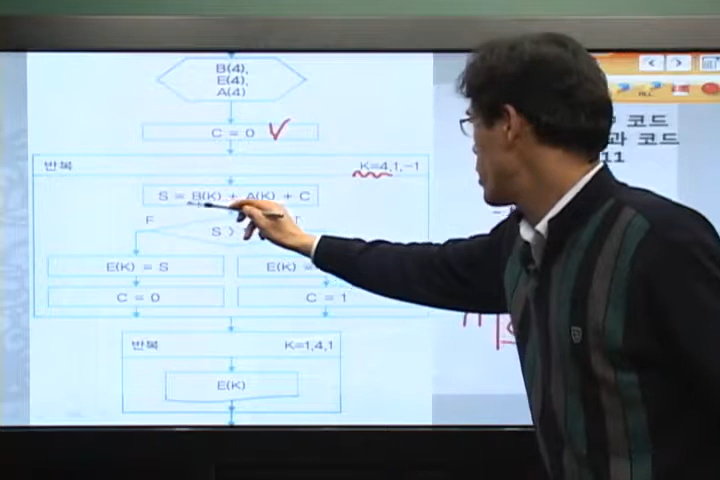 B(4),
E(4),
A(4)
C = 0 V
반복 K=4,1,-1
S = B(K) + A(K) + C
F
S >
E(K) = S
E(K) =
C = 0
C = 1
반복 K=1,4,1
E(K)
코드
과 코드
11